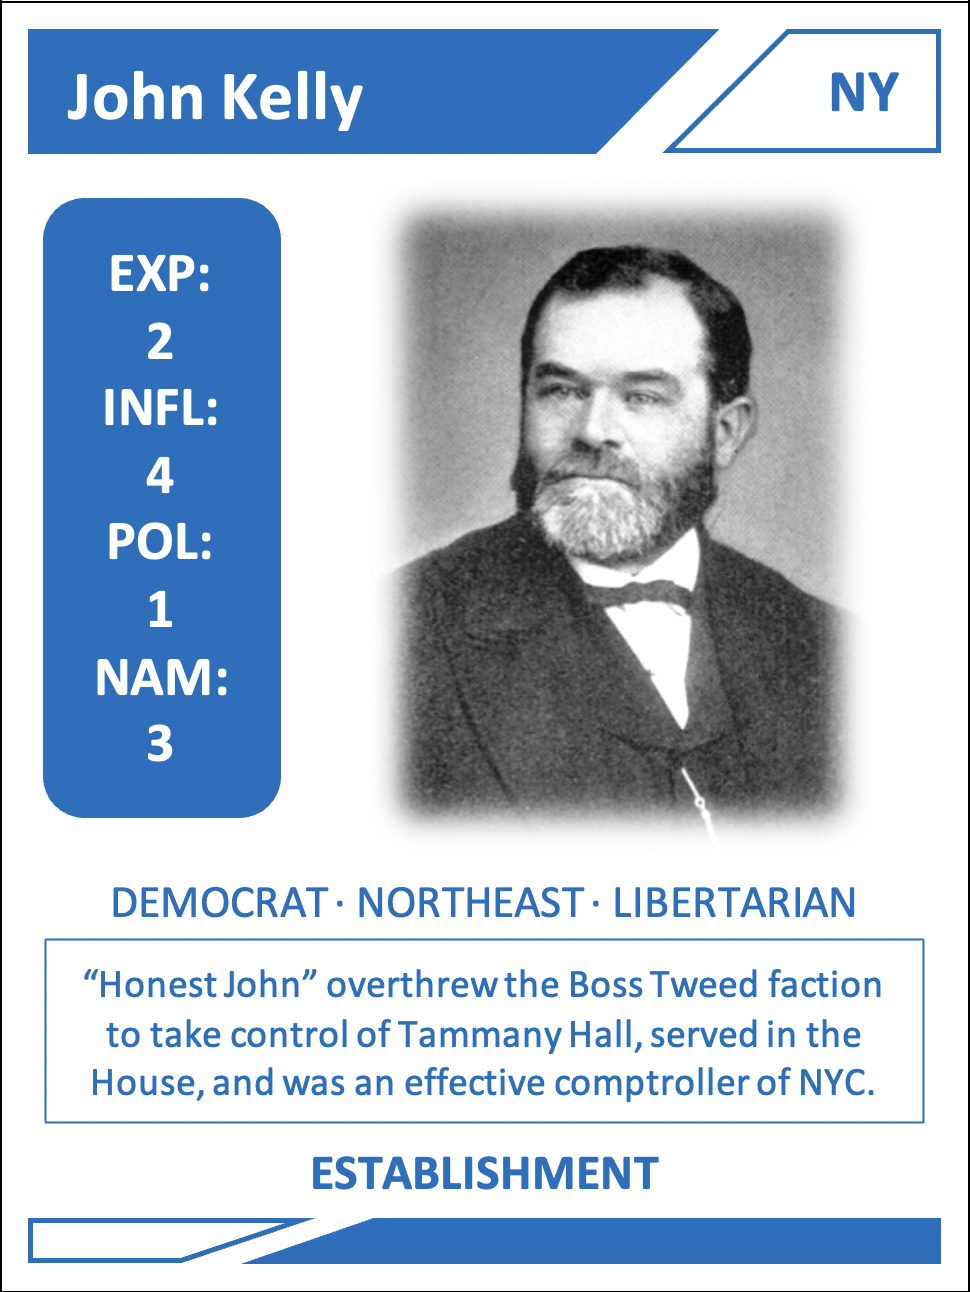 John Kelly
NY
EXP:
2
INFL:
4
POL:
1
NAM:
3
DEMOCRAT · NORTHEAST · LIBERTARIAN
“Honest John” overthrew the Boss Tweed faction
to take control of Tammany Hall, served in the
House, and was an effective comptroller of NYC.
ESTABLISHMENT